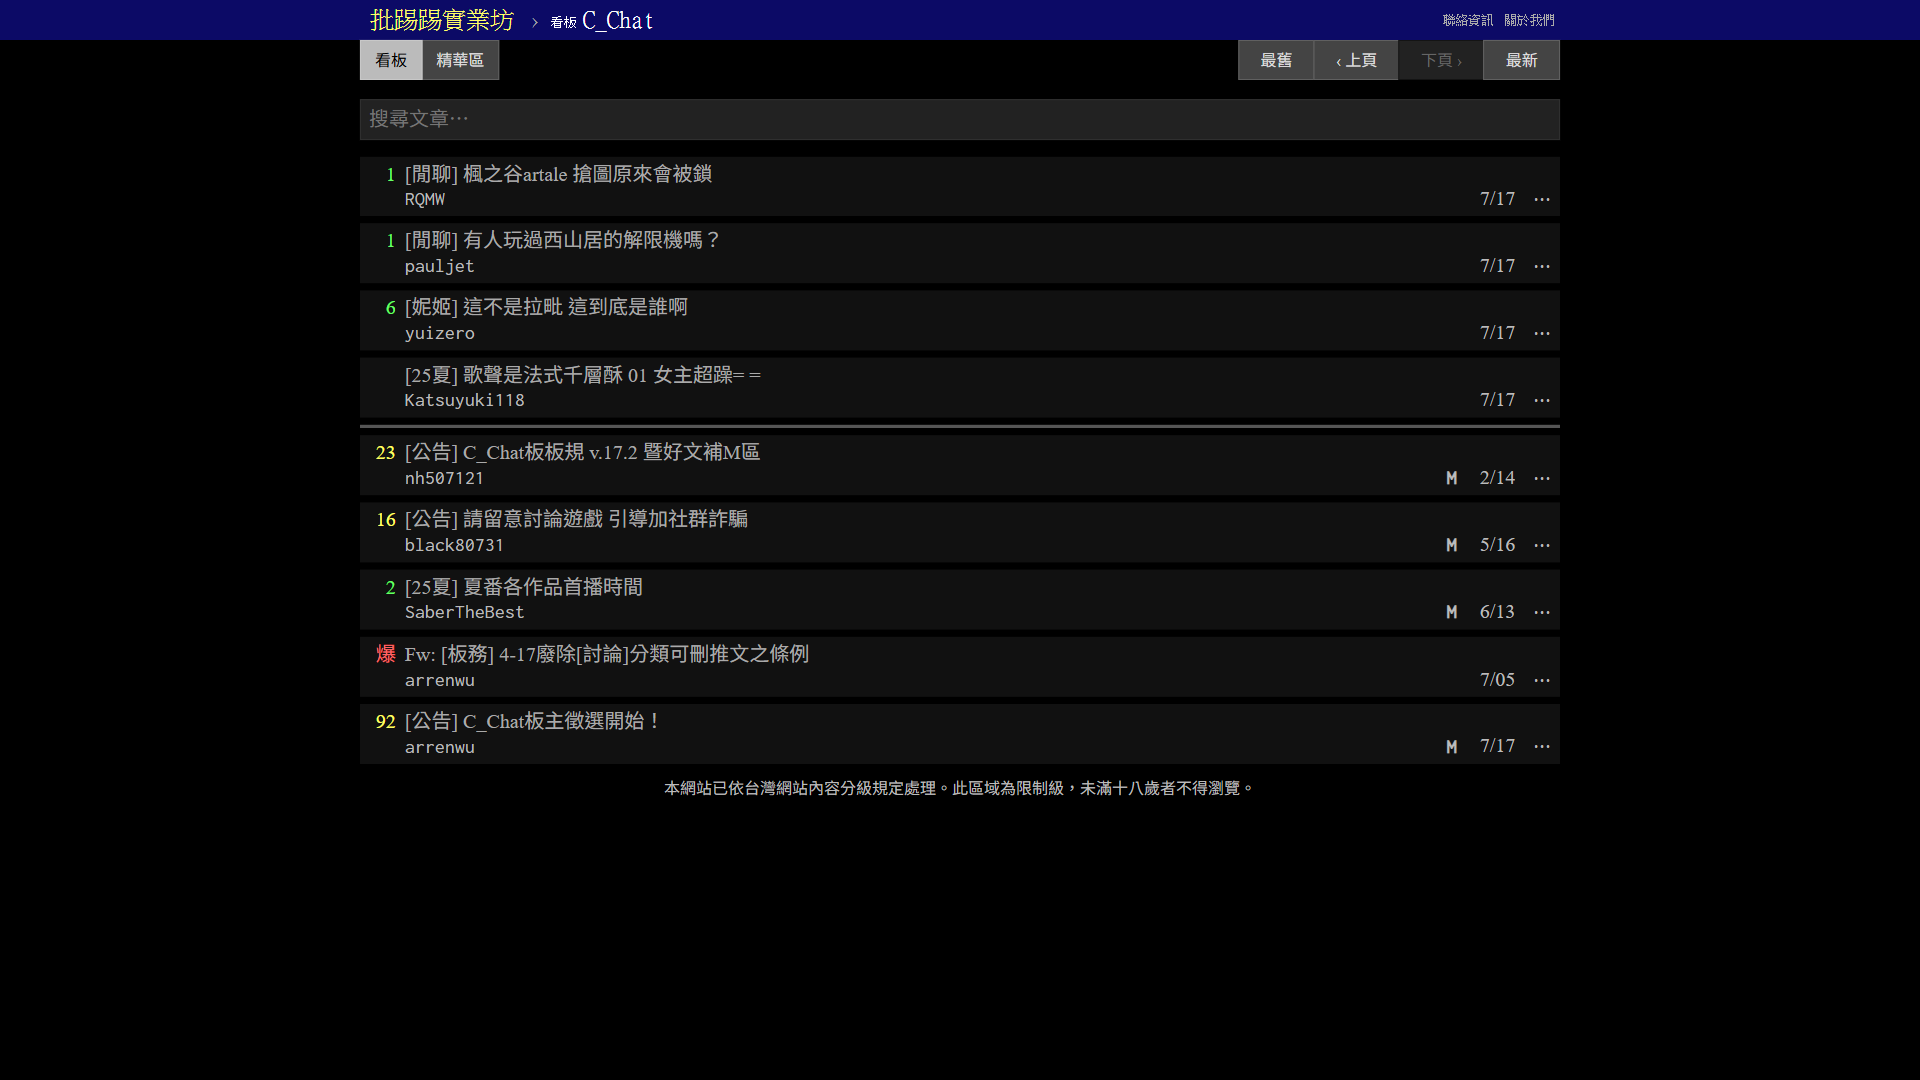 批踢踢實業坊 › 看板 C_Chat 聯絡資訊 關於我們
看板 精華區 最舊 ‹ 上頁 下頁 › 最新
搜尋文章⋯
1 [閒聊] 楓之谷artale 搶圖原來會被鎖
RQMW 7/17 ⋯
1 [閒聊] 有人玩過西山居的解限機嗎？
pauljet 7/17 ⋯
6 [妮姬] 這不是拉毗 這到底是誰啊
yuizero 7/17 ⋯
[25夏] 歌聲是法式千層酥 01 女主超躁= =
Katsuyuki118 7/17 ⋯
23 [公告] C_Chat板板規 v.17.2 暨好文補M區
nh507121 M 2/14 ⋯
16 [公告] 請留意討論遊戲 引導加社群詐騙
black80731 M 5/16 ⋯
2 [25夏] 夏番各作品首播時間
SaberTheBest M 6/13 ⋯
爆 Fw: [板務] 4-17廢除[討論]分類可刪推文之條例
arrenwu 7/05 ⋯
92 [公告] C_Chat板主徵選開始！
arrenwu M 7/17 ⋯
本網站已依台灣網站內容分級規定處理。此區域為限制級，未滿十八歲者不得瀏覽。